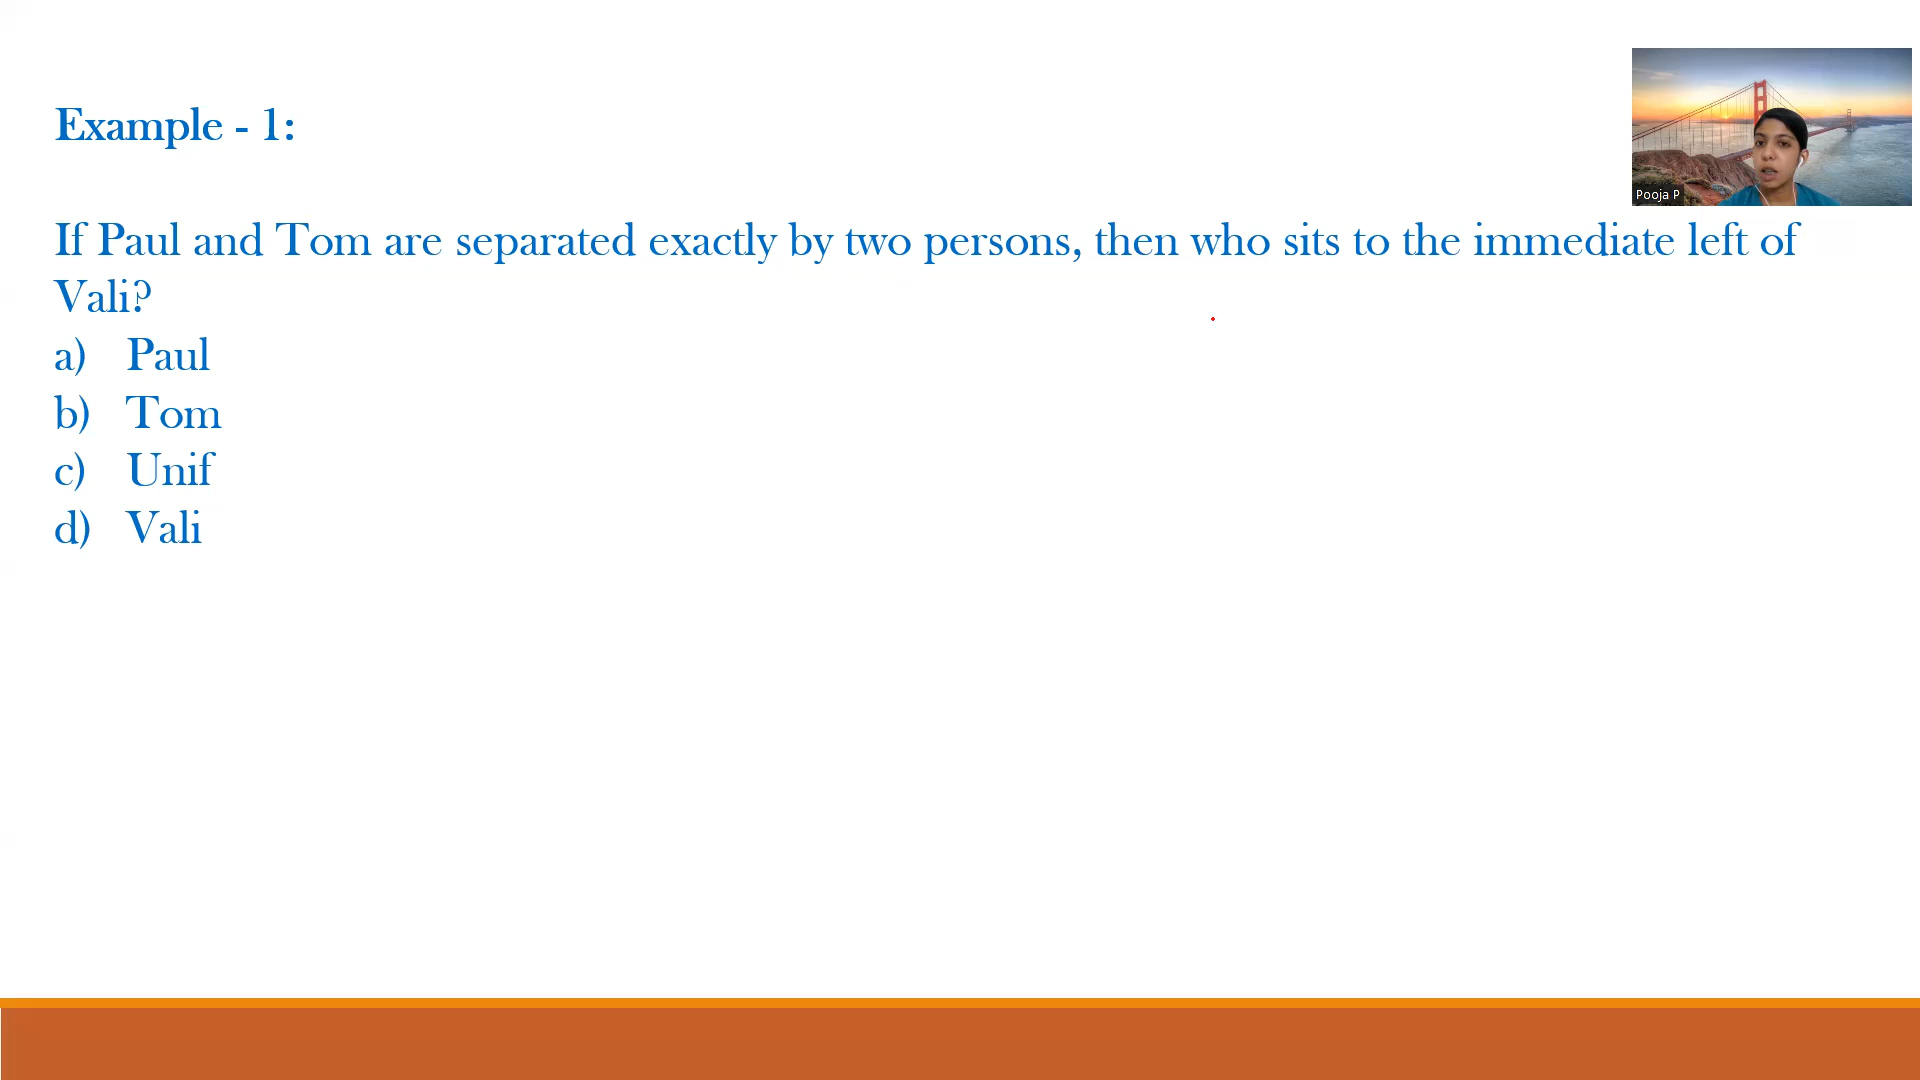 Example - 1:
Pooja P
If Paul and Tom are separated exactly by two persons, then who sits to the immediate left of
Vali?
a) Paul
b) Tom
c) Unif
d) Vali